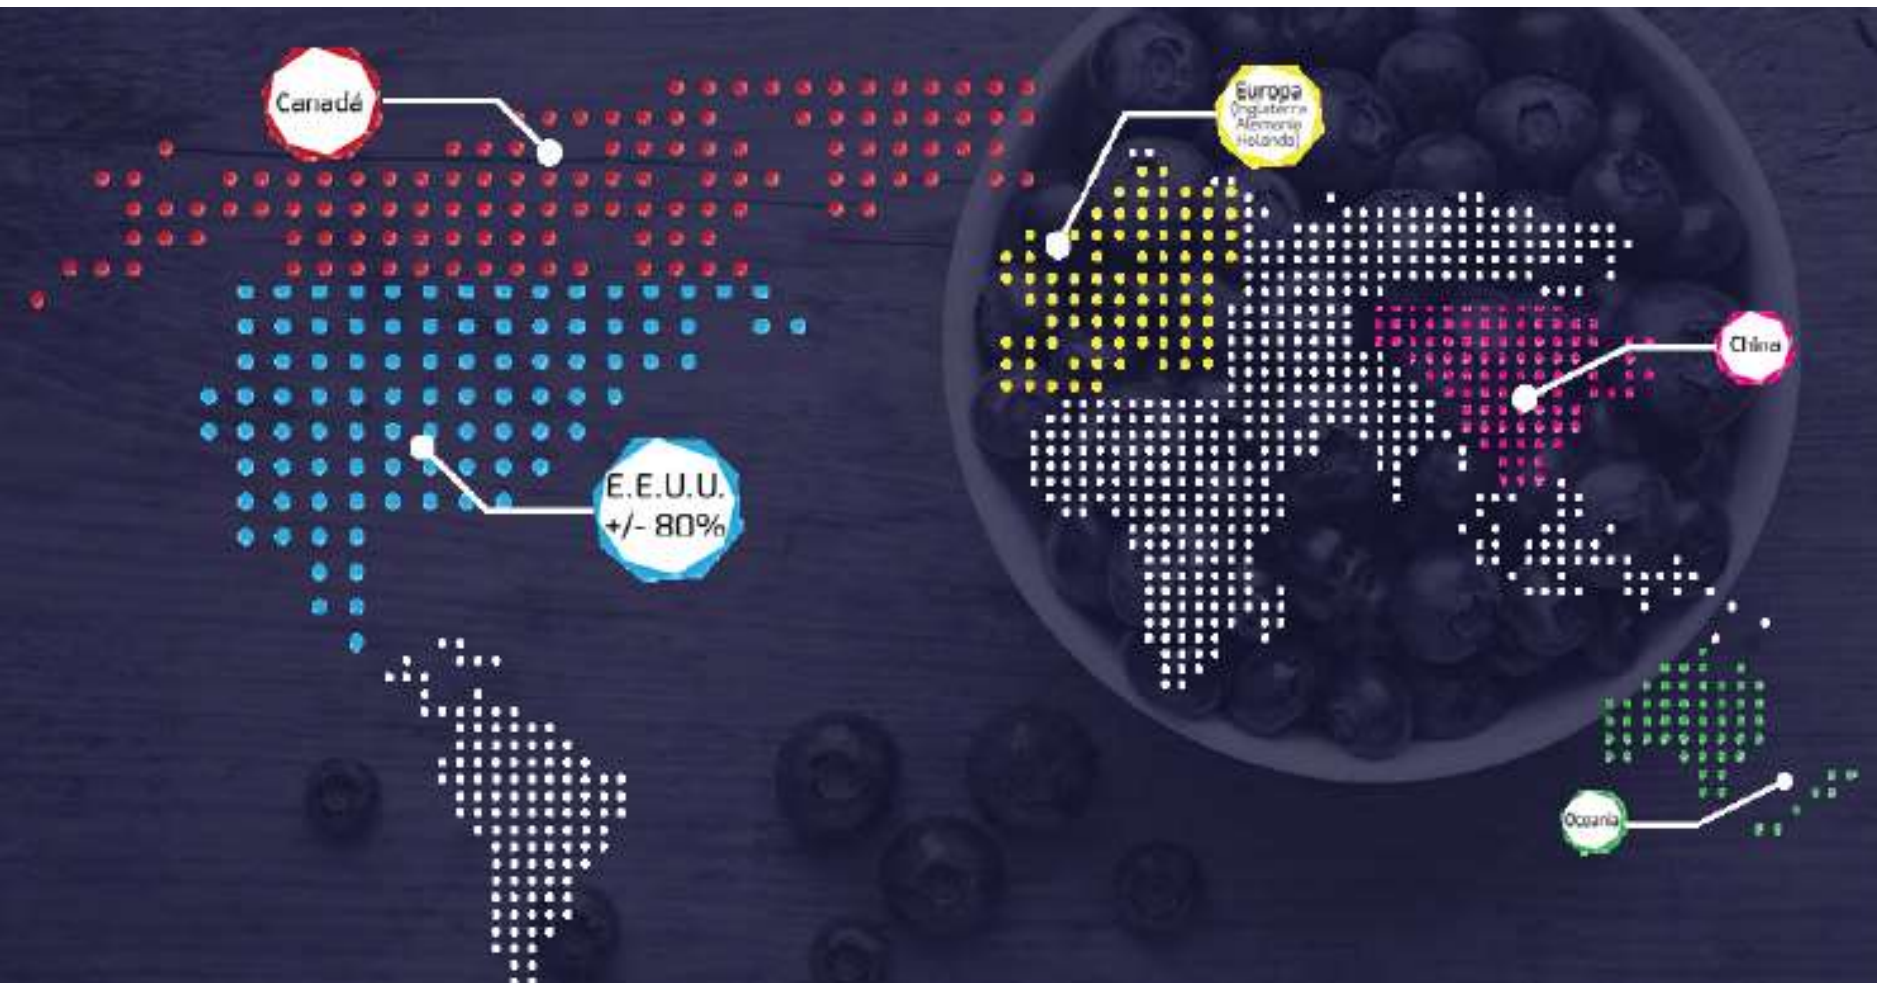 Canadá
Europa
(Inglaterra
Alemania
Holanda)
China
E.E.U.U.
+/- 80%
Oceanía